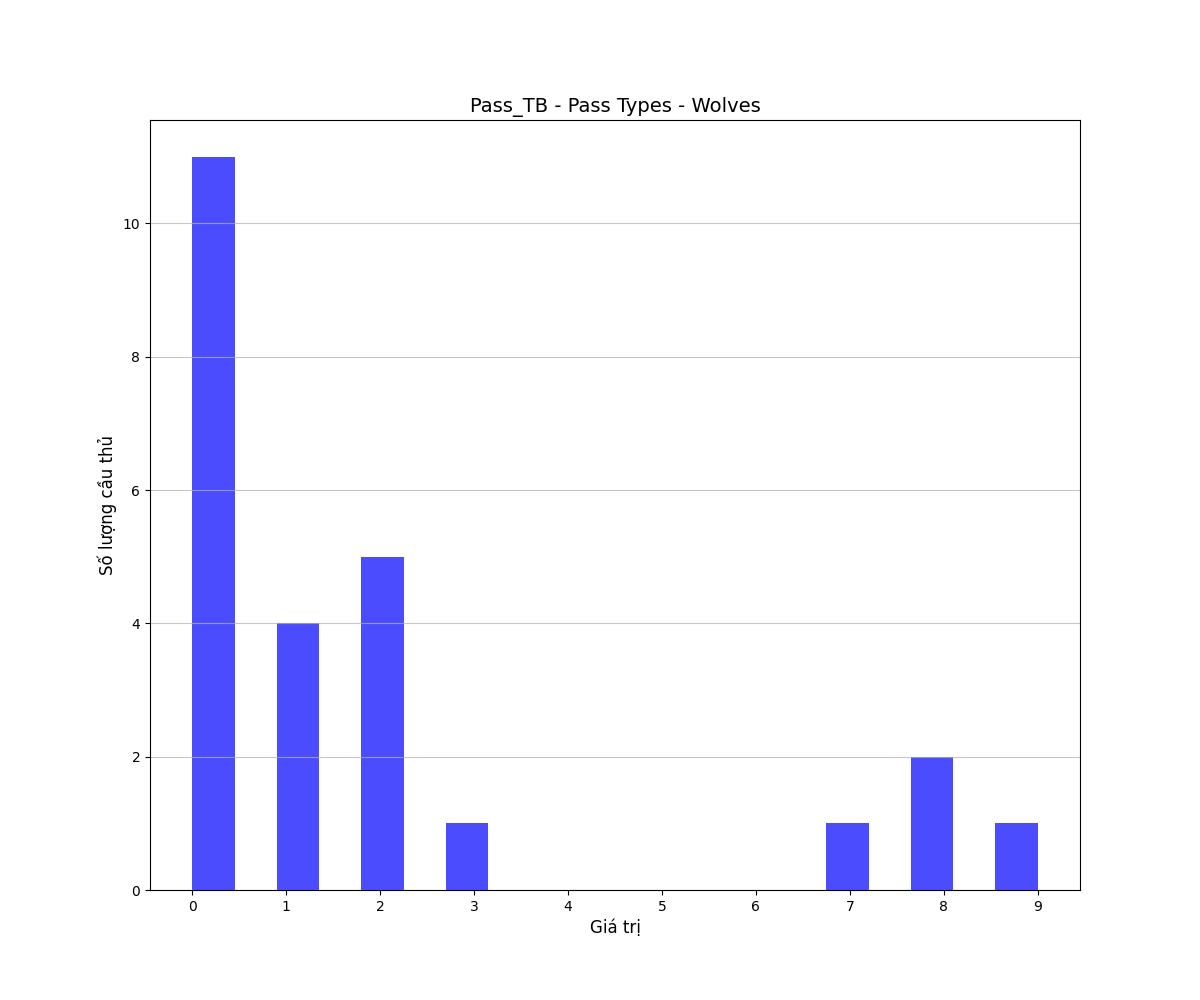 Pass_TB - Pass Types - Wolves
10
8
6
4
2
0
Số lượng cầu thủ
0 1 2 3 4 5 6 7 8 9
Giá trị